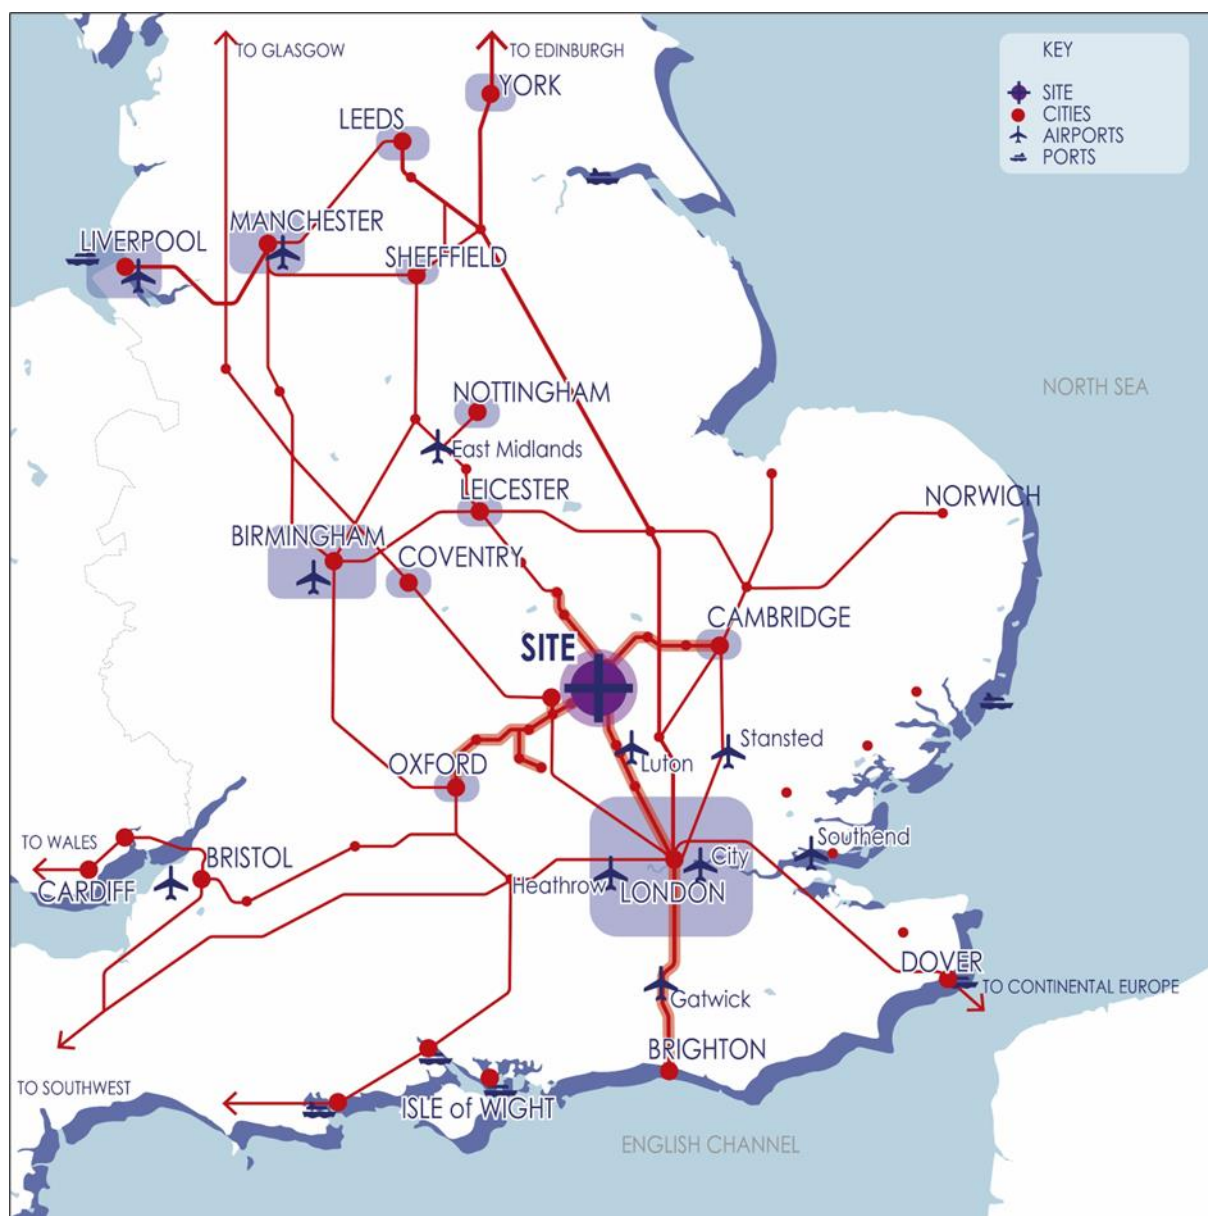 TO GLASGOW
TO EDINBURGH
KEY
SITE
CITIES
AIRPORTS
PORTS
YORK
LEEDS
MANCHESTER
LIVERPOOL
SHEFFFIELD
NORTH SEA
NOTTINGHAM
East Midlands
LEICESTER
NORWICH
BIRMINGHAM
COVENTRY
CAMBRIDGE
SITE
Stansted
Luton
OXFORD
TO WALES
BRISTOL
CARDIFF
Southend
City
Heathrow
LONDON
DOVER
TO CONTINENTAL EUROPE
Gatwick
BRIGHTON
TO SOUTHWEST
ISLE of WIGHT
ENGLISH CHANNEL